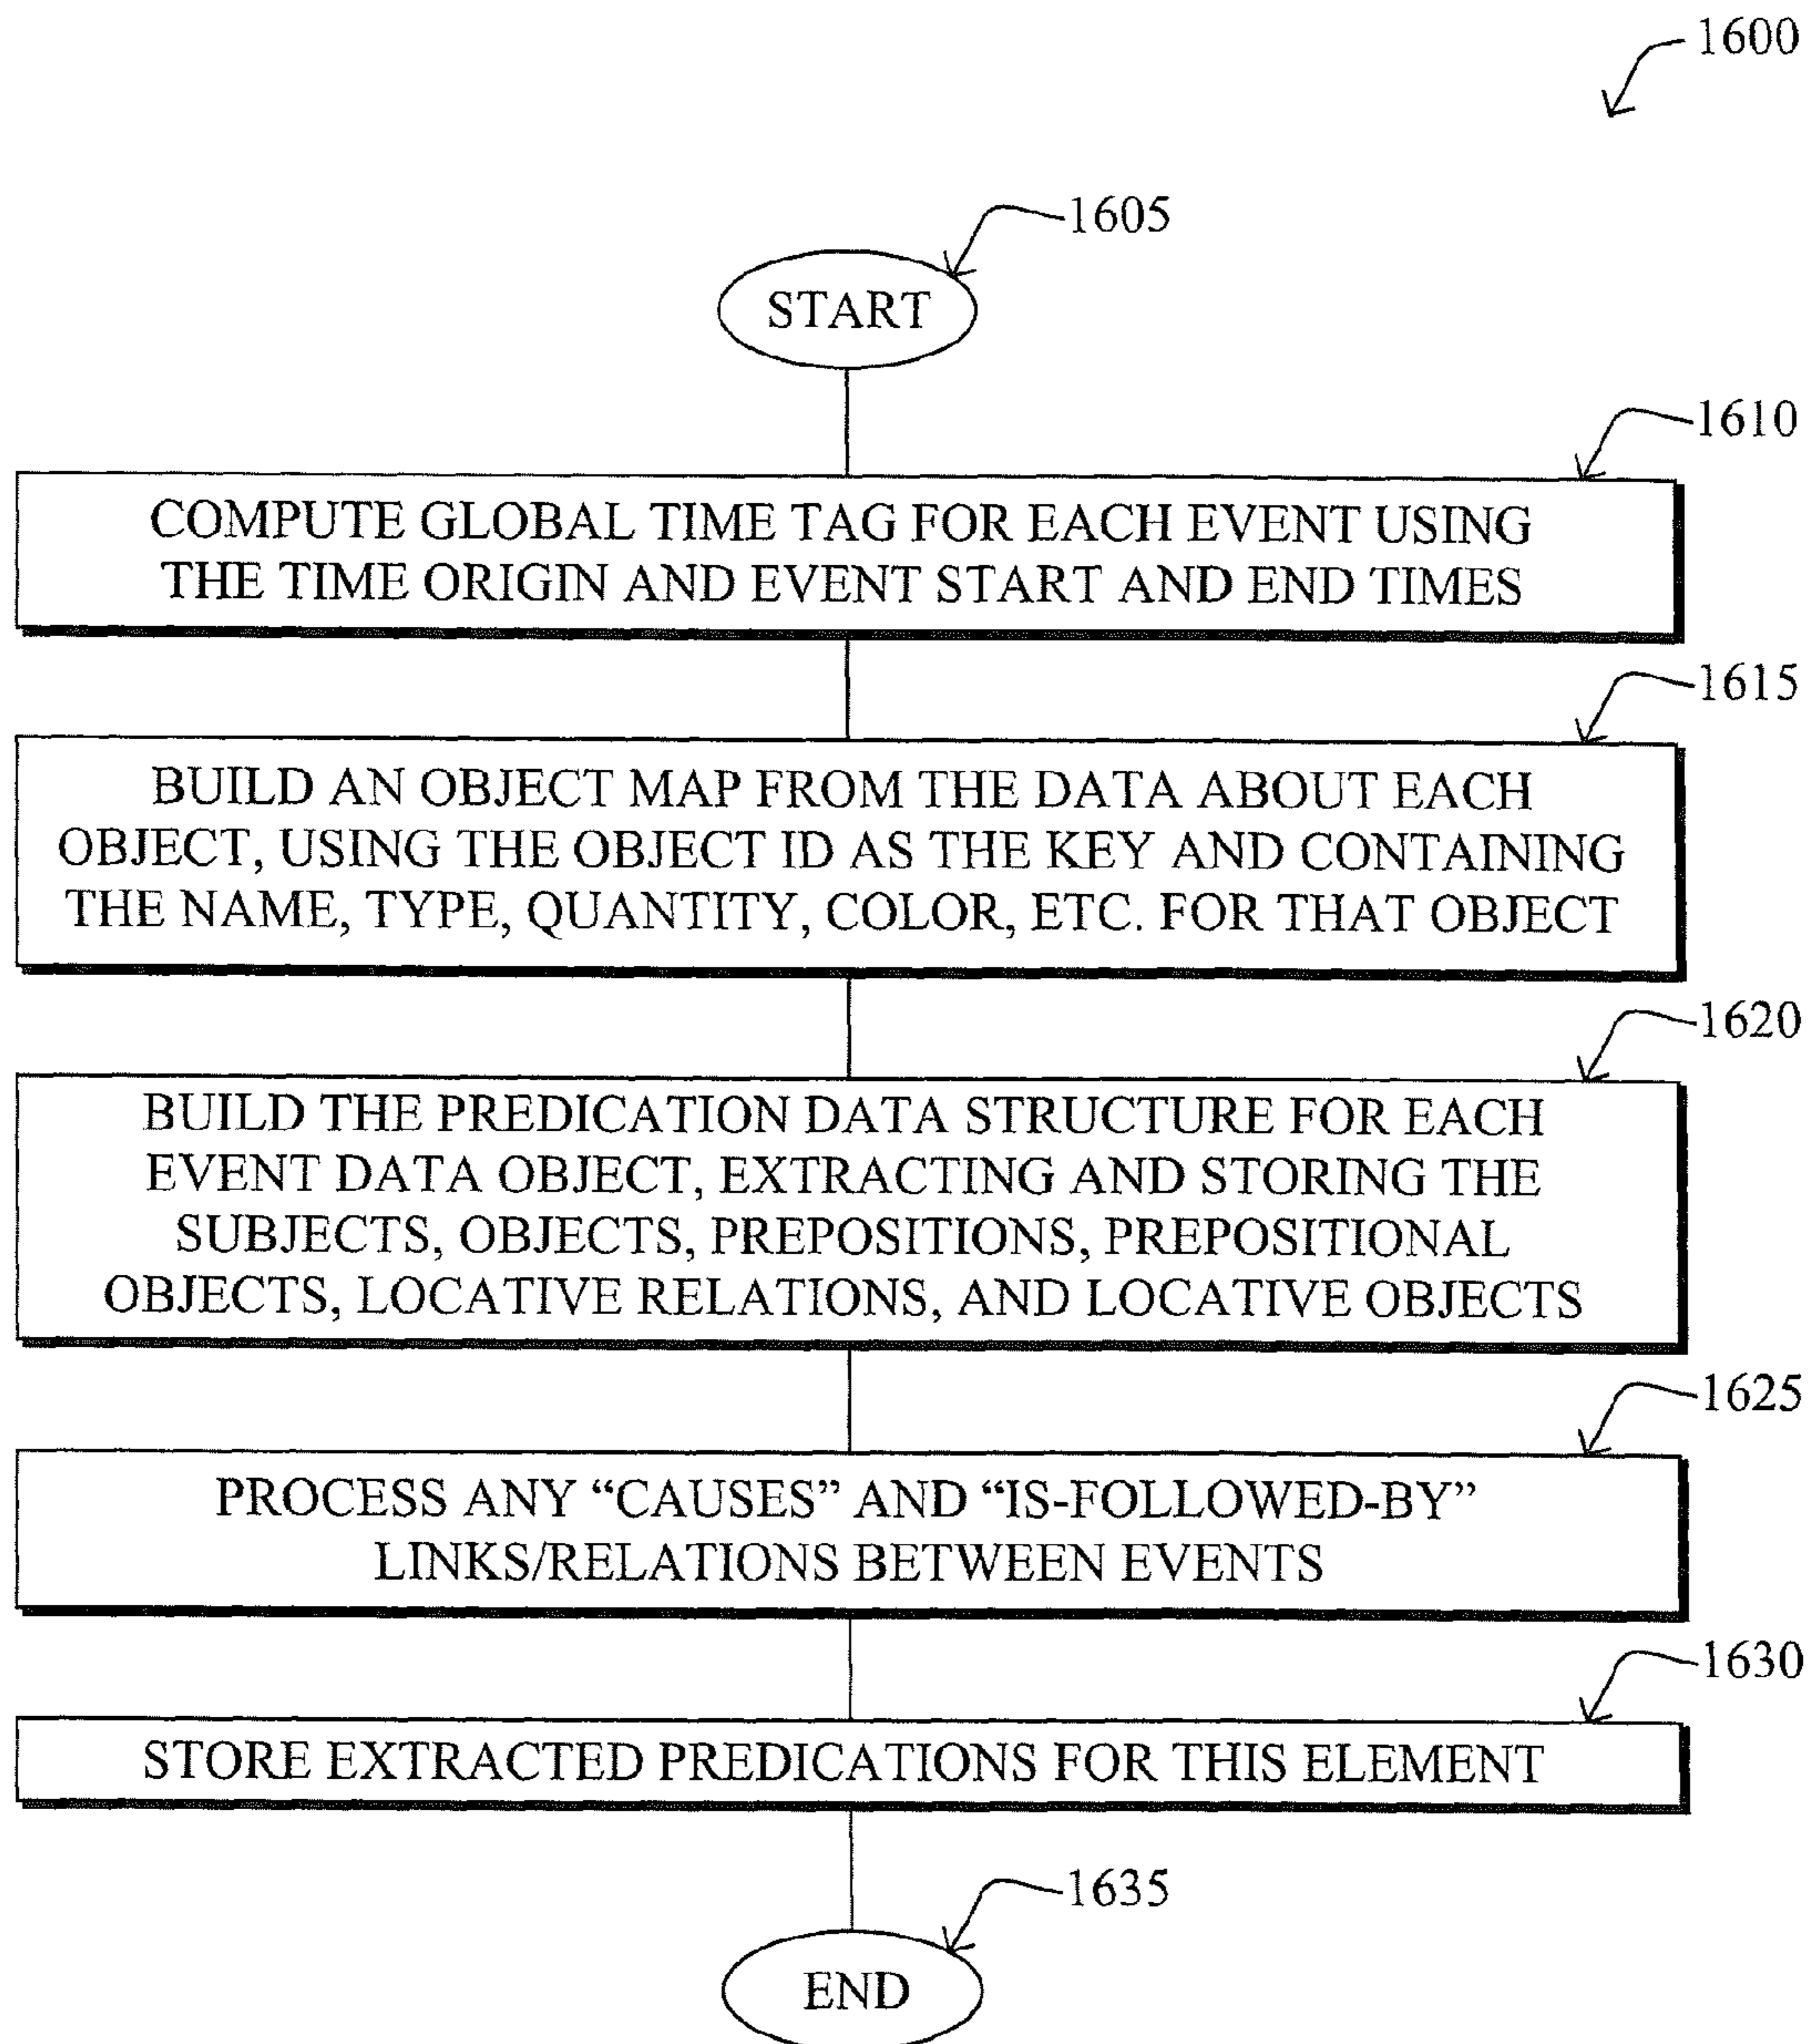 1600
1605
START
1610
COMPUTE GLOBAL TIME TAG FOR EACH EVENT USING
THE TIME ORIGIN AND EVENT START AND END TIMES
1615
BUILD AN OBJECT MAP FROM THE DATA ABOUT EACH
OBJECT, USING THE OBJECT ID AS THE KEY AND CONTAINING
THE NAME, TYPE, QUANTITY, COLOR, ETC. FOR THAT OBJECT
1620
BUILD THE PREDICATION DATA STRUCTURE FOR EACH
EVENT DATA OBJECT, EXTRACTING AND STORING THE
SUBJECTS, OBJECTS, PREPOSITIONS, PREPOSITIONAL
OBJECTS, LOCATIVE RELATIONS, AND LOCATIVE OBJECTS
1625
PROCESS ANY “CAUSES” AND “IS-FOLLOWED-BY”
LINKS/RELATIONS BETWEEN EVENTS
1630
STORE EXTRACTED PREDICATIONS FOR THIS ELEMENT
1635
END